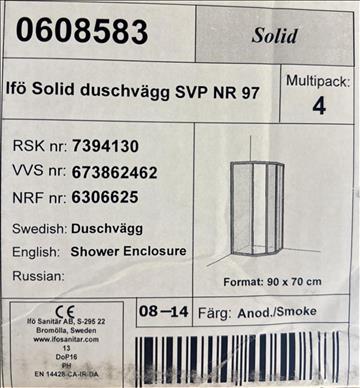 0608583
Solid
Ifö Solid duschvägg SVP NR 97
Multipack:
4
RSK nr: 7394130
VVS nr: 673862462
NRF nr: 6306625
Swedish: Duschvägg
English: Shower Enclosure
Russian:
Format: 90 x 70 cm
CE
Ifö Sanitär AB, S-295 22
Bromölla, Sweden
www.ifosanitar.com
13
DoP16
PH
EN 14428-CA-IR-DA
08-14 Färg: Anod./Smoke